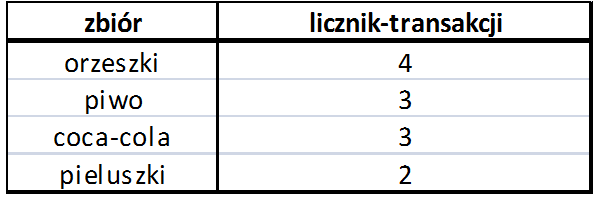 zbiór licznik-transakcji
orzeszki 4
piwo 3
coca-cola 3
pieluszki 2